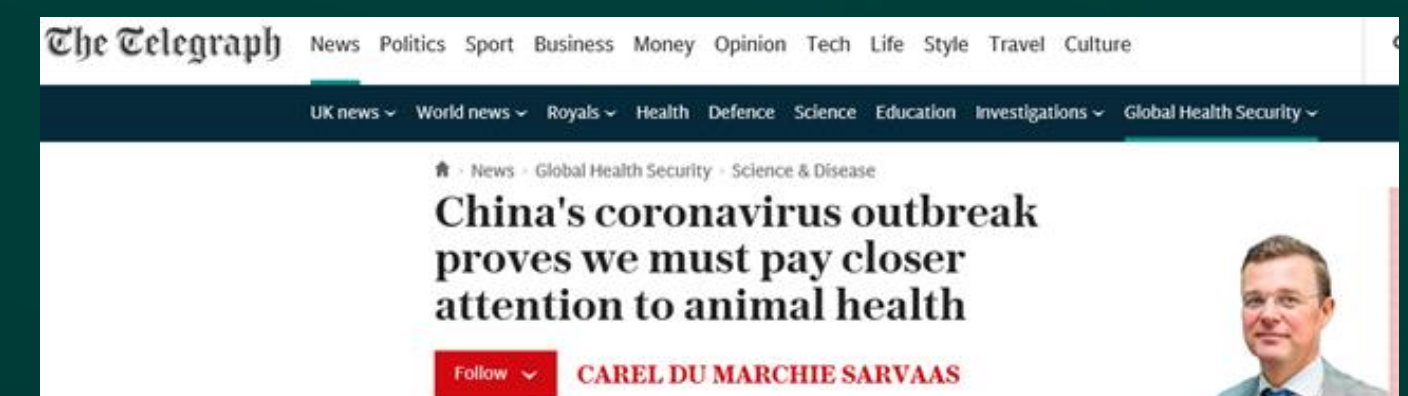 The Telegraph News Politics Sport Business Money Opinion Tech Life Style Travel Culture
UK news World news Royals Health Defence Science Education Investigations Global Health Security
News Global Health Security Science & Disease
China's coronavirus outbreak
proves we must pay closer
attention to animal health
Follow CAREL DU MARCHIE SARVAAS